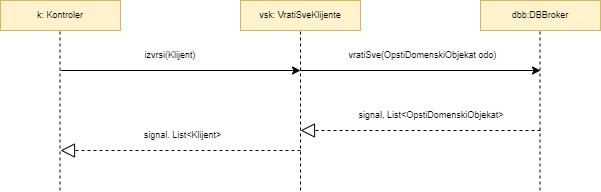 k: Kontroler
vsk: VratiSveKlijente
dbb:DBBroker
izvrsi(Klijent)
vratiSve(OpstiDomenskiObjekat odo)
signal, List<OpstiDomenskiObjekat>
signal, List<Klijent>